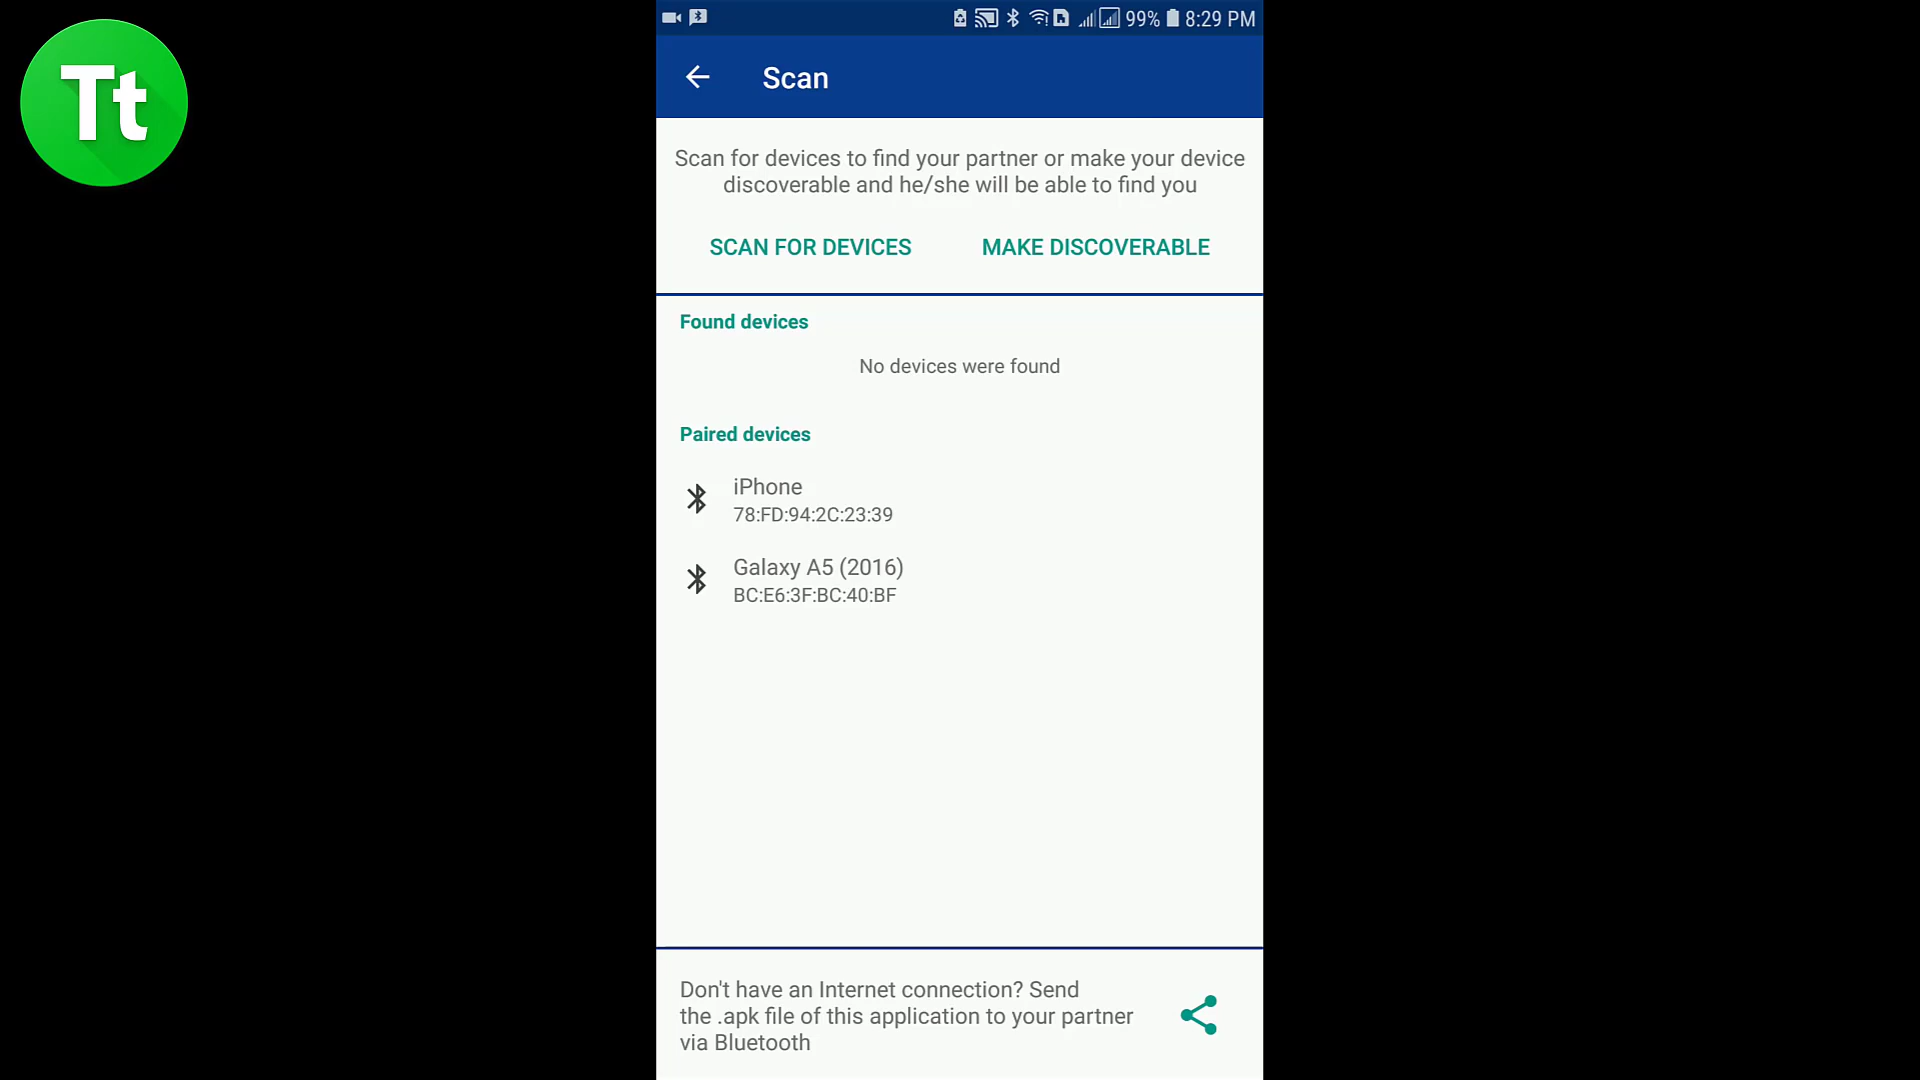 Tt
99% 8:29 PM
Scan
Scan for devices to find your partner or make your device
discoverable and he/she will be able to find you
SCAN FOR DEVICES MAKE DISCOVERABLE
Found devices
No devices were found
Paired devices
iPhone
78:FD:94:2C:23:39
Galaxy A5 (2016)
BC:E6:3F:BC:40:BF
Don't have an Internet connection? Send
the .apk file of this application to your partner
via Bluetooth